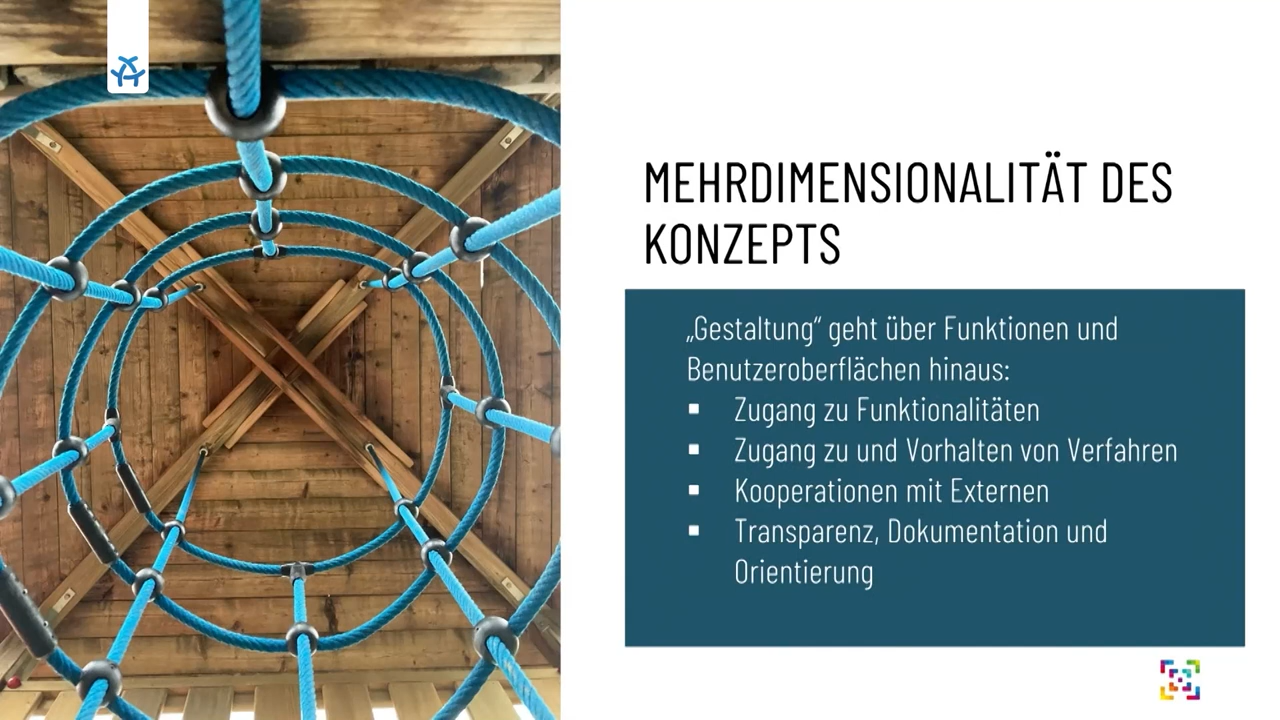 MEHRDIMENSIONALITÄT DES
KONZEPTS
„Gestaltung“ geht über Funktionen und
Benutzeroberflächen hinaus:
▪ Zugang zu Funktionalitäten
▪ Zugang zu und Vorhalten von Verfahren
▪ Kooperationen mit Externen
▪ Transparenz, Dokumentation und
Orientierung